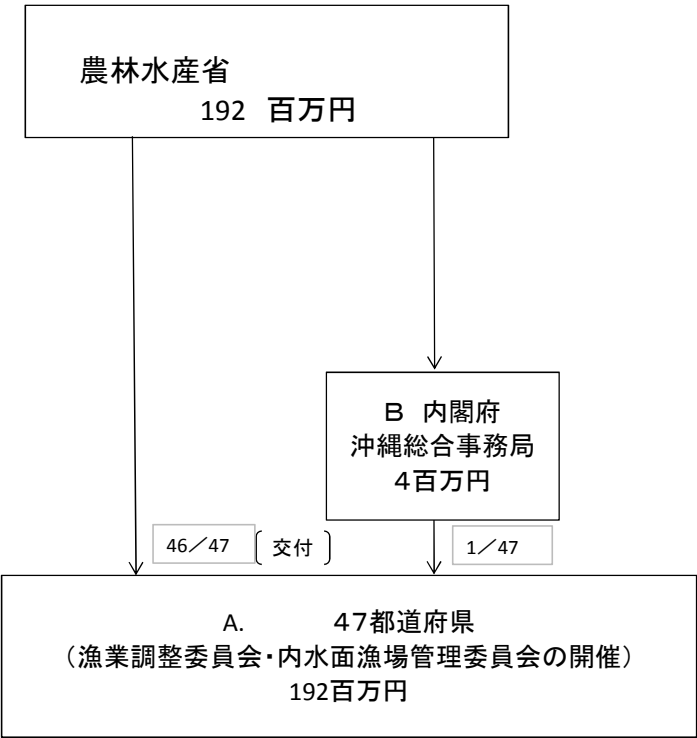 農林水産省
192 百万円
B 内閣府
沖縄総合事務局
4百万円
46／47 〔 交付 〕 1／47
A. 47都道府県
（漁業調整委員会・内水面漁場管理委員会の開催）
192百万円